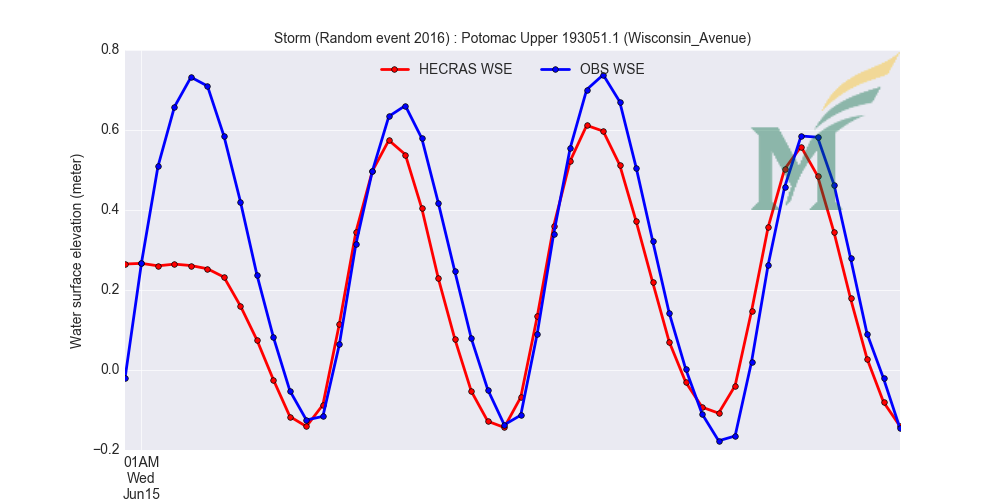 Storm (Random event 2016) : Potomac Upper 193051.1 (Wisconsin_Avenue)
HECRAS WSE
OBS WSE
Water surface elevation (meter)
0.8
0.6
0.4
0.2
0.0
−0.2
01AM
Wed
Jun15
M